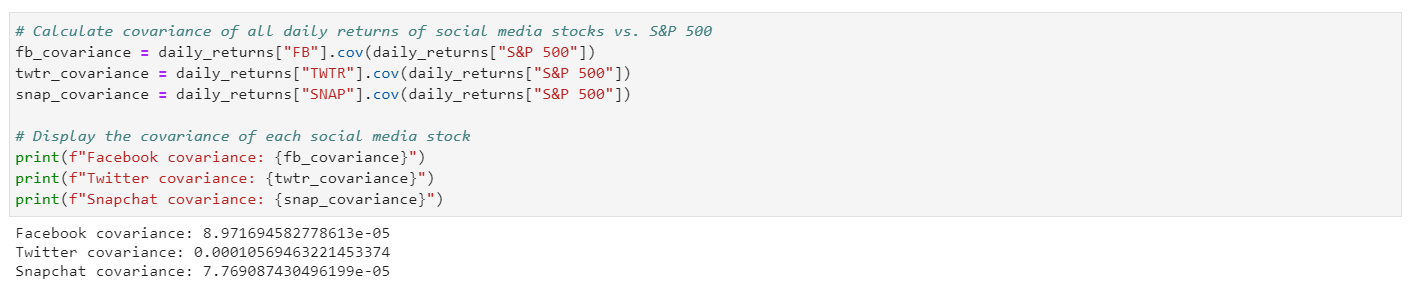 # Calculate covariance of all daily returns of social media stocks vs. S&P 500
fb_covariance = daily_returns["FB"].cov(daily_returns["S&P 500"])
twtr_covariance = daily_returns["TWTR"].cov(daily_returns["S&P 500"])
snap_covariance = daily_returns["SNAP"].cov(daily_returns["S&P 500"])

# Display the covariance of each social media stock
print(f"Facebook covariance: {fb_covariance}")
print(f"Twitter covariance: {twtr_covariance}")
print(f"Snapchat covariance: {snap_covariance}")
Facebook covariance: 8.971694582778613e-05
Twitter covariance: 0.00010569463221453374
Snapchat covariance: 7.769087430496199e-05